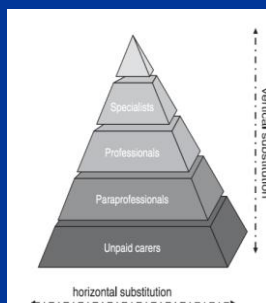 Specialists
Professionals
Paraprofessionals
Unpaid carers
vertical substitution
horizontal substitution